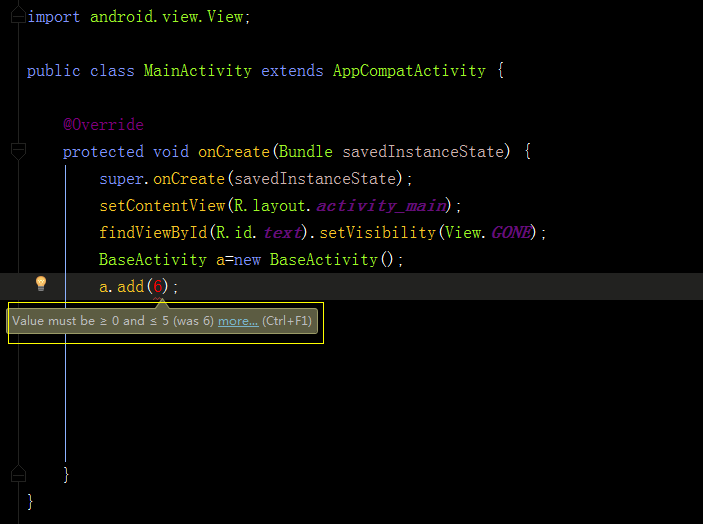 import android.view.View;
public class MainActivity extends AppCompatActivity {
@Override
protected void onCreate(Bundle savedInstanceState) {
super.onCreate(savedInstanceState);
setContentView(R.layout.activity_main);
findViewById(R.id.text).setVisibility(View.GONE);
BaseActivity a=new BaseActivity();
a.add(6);
Value must be ≥ 0 and ≤ 5 (was 6) more... (Ctrl+F1)
}
}